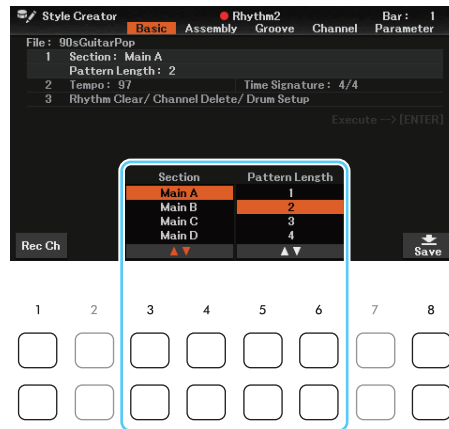 Style Creator Rhythm2 Bar: 1
Basic Assembly Groove Channel Parameter
File: 90sGuitarPop
1 Section: Main A
Pattern Length: 2
2 Tempo: 97 Time Signature: 4/4
3 Rhythm Clear/ Channel Delete/ Drum Setup
Execute -->[ENTER]
Section Pattern Length
Main A 1
Main B 2
Main C 3
Main D 4
Rec Ch ▲▼ ▲▼ Save
1 2 3 4 5 6 7 8